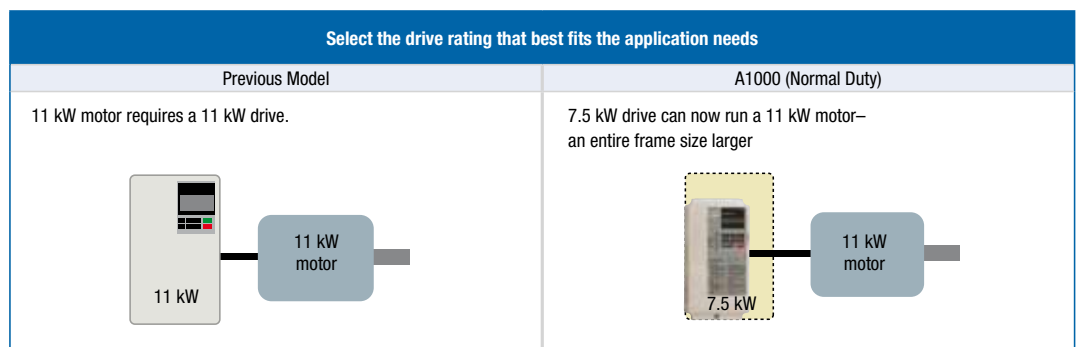 Select the drive rating that best fits the application needs
Previous Model
A1000 (Normal Duty)
11 kW motor requires a 11 kW drive.
7.5 kW drive can now run a 11 kW motor–
an entire frame size larger
11 kW
motor
11 kW
11 kW
motor
7.5 kW